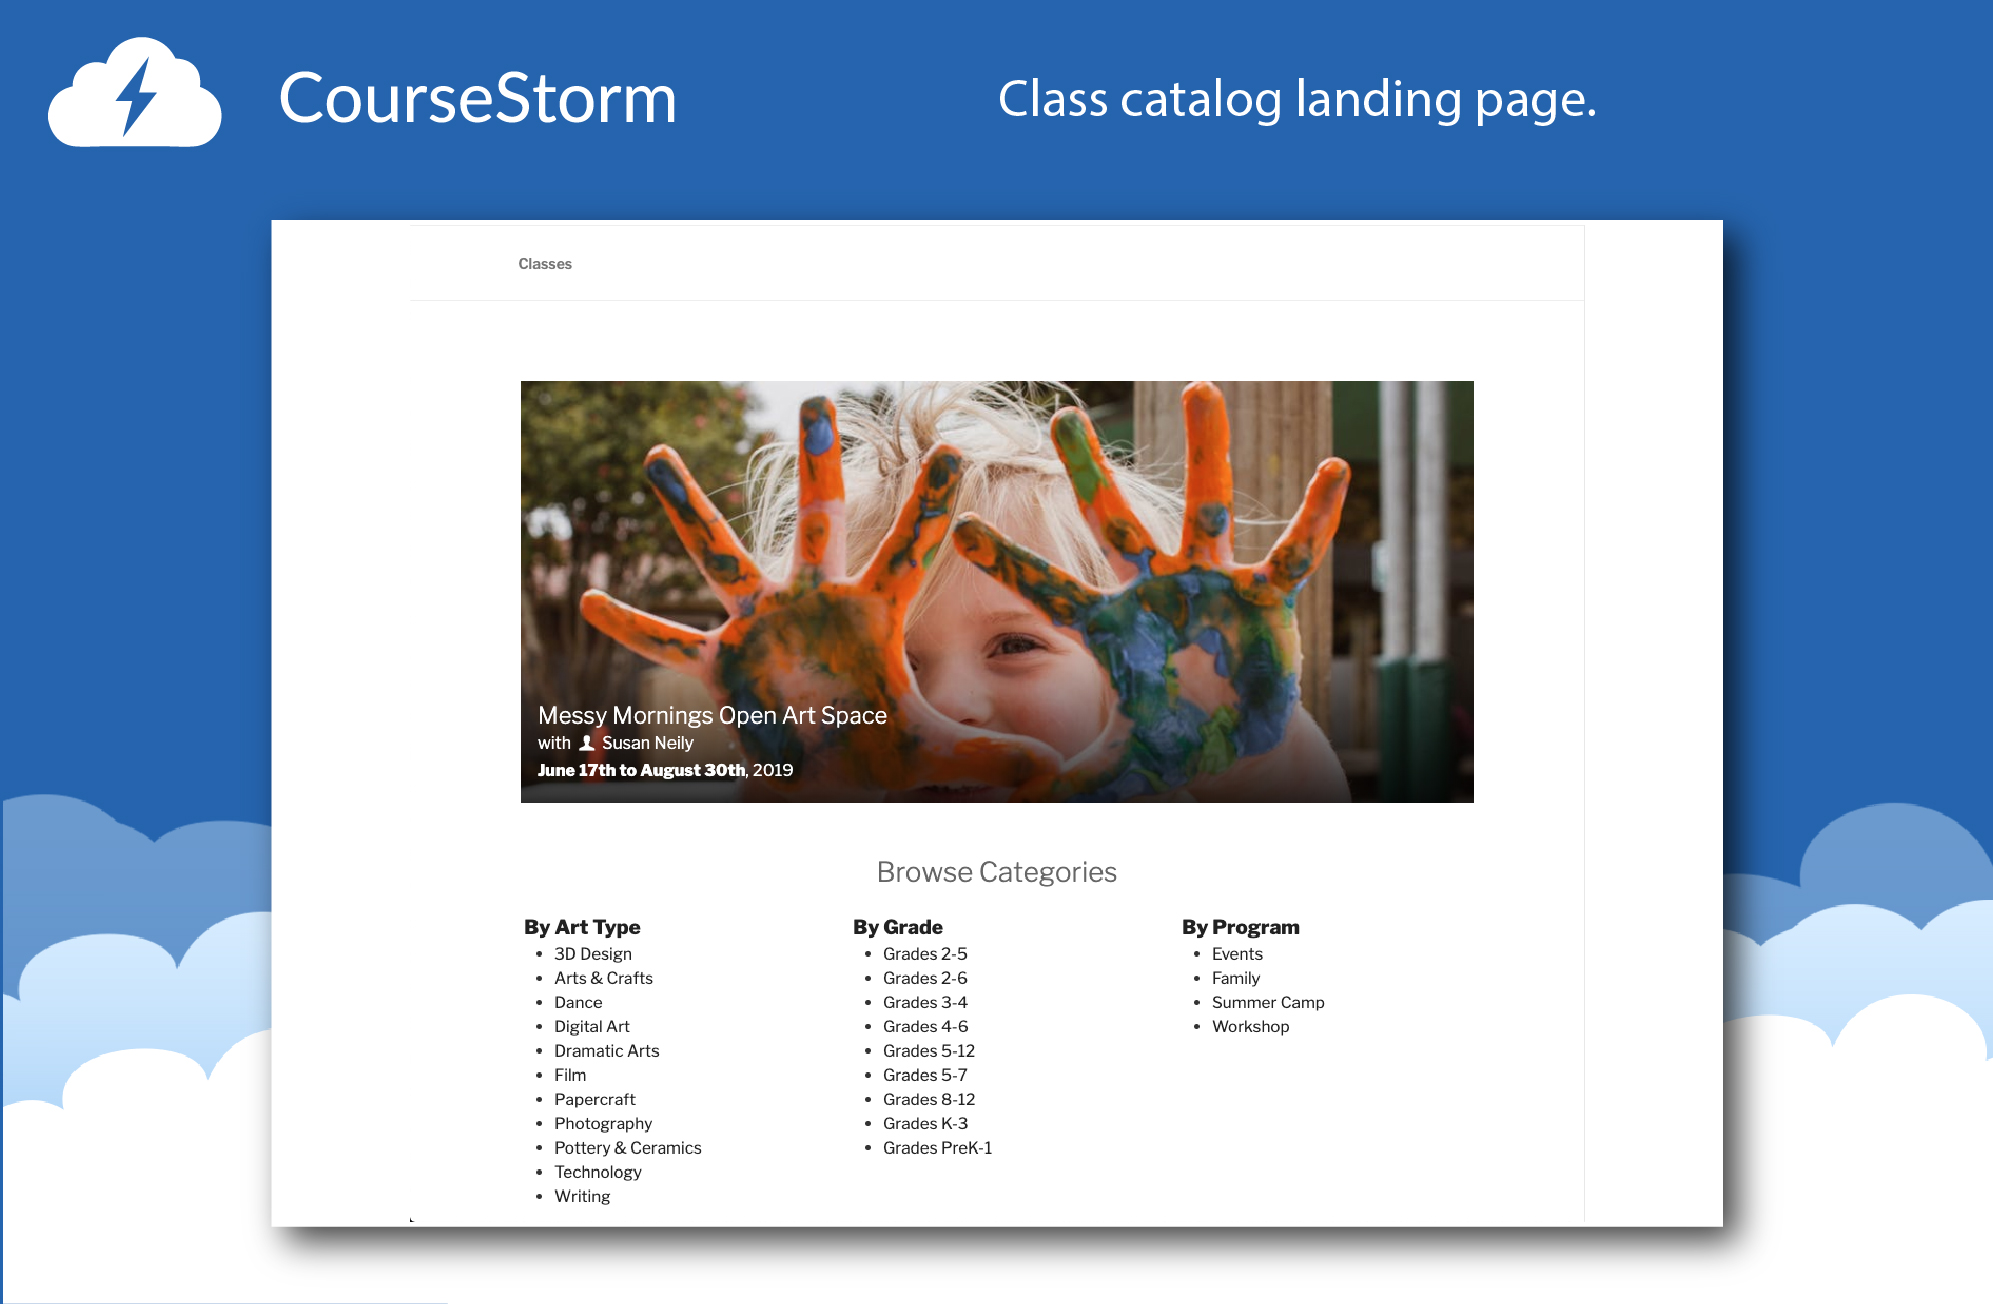 CourseStorm
Class catalog landing page.
Classes
Messy Mornings Open Art Space
with Susan Neily
June 17th to August 30th, 2019
Browse Categories
By Art Type
3D Design
Arts & Crafts
Dance
Digital Art
Dramatic Arts
Film
Papercraft
Photography
Pottery & Ceramics
Technology
Writing
By Grade
Grades 2-5
Grades 2-6
Grades 3-4
Grades 4-6
Grades 5-12
Grades 5-7
Grades 8-12
Grades K-3
Grades PreK-1
By Program
Events
Family
Summer Camp
Workshop